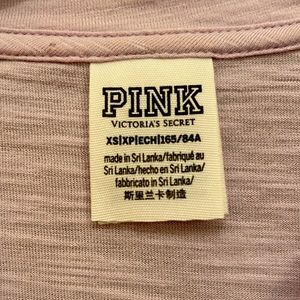 PINK
VICTORIA'S SECRET
XS|XP|ECH|165/84A
made in Sri Lanka/fabriqué au
Sri Lanka/hecho en Sri Lanka/
fabbricato in Sri Lanka/
斯里兰卡制造